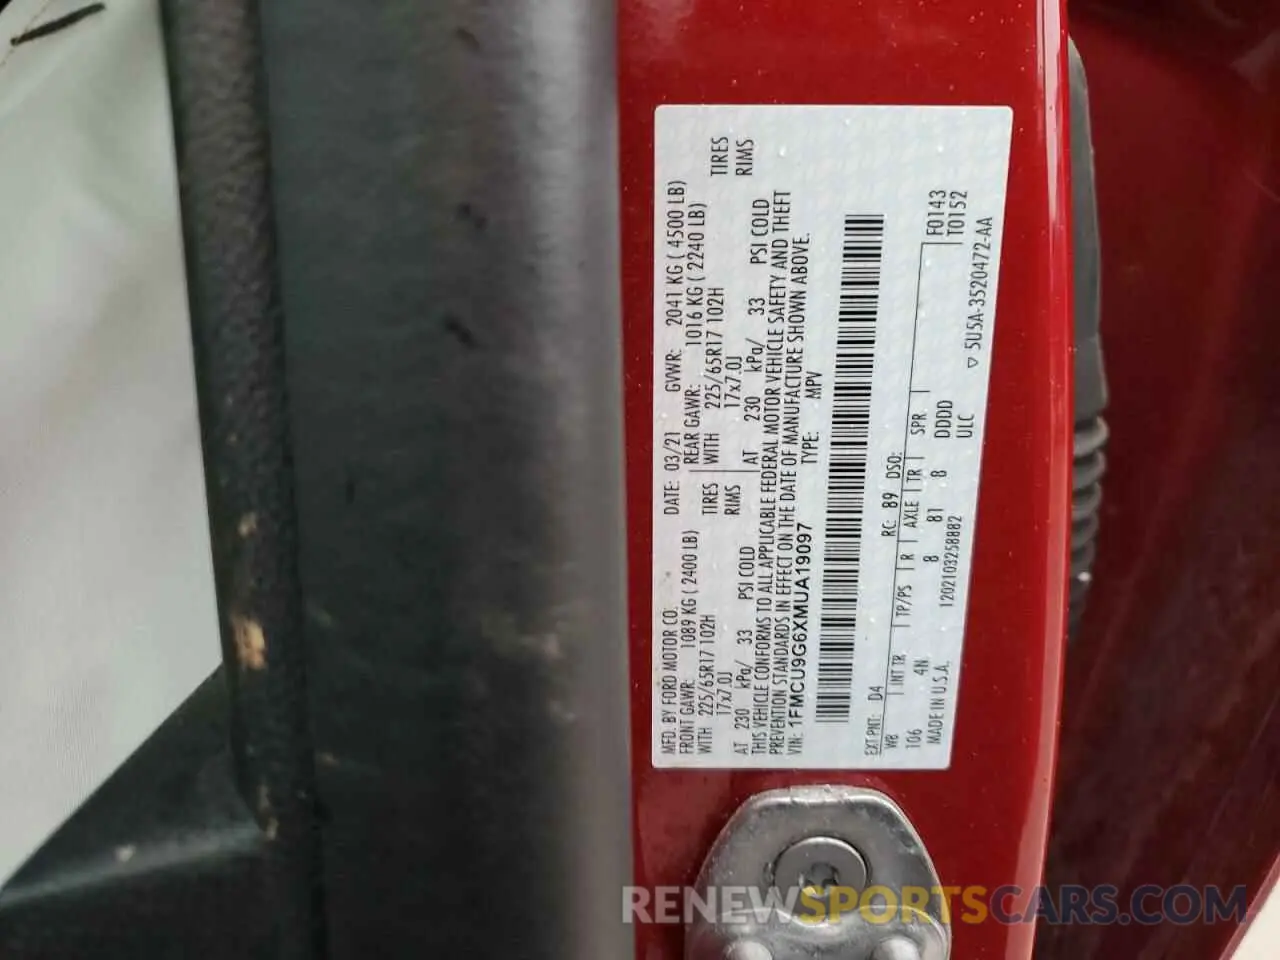 MFD. BY FORD MOTOR CO.
DATE: 03/21 GVWR: 2041 KG ( 4500 LB)
FRONT GAWR: 1089 KG ( 2400 LB)
REAR GAWR: 1016 KG ( 2240 LB)
WITH 225/65R17 102H TIRES
WITH 225/65R17 102H TIRES
17x7.0J RIMS
17x7.0J RIMS
AT 230 kPa/ 33 PSI COLD
AT 230 kPa/ 33 PSI COLD
THIS VEHICLE CONFORMS TO ALL APPLICABLE FEDERAL MOTOR VEHICLE SAFETY AND THEFT
PREVENTION STANDARDS IN EFFECT ON THE DATE OF MANUFACTURE SHOWN ABOVE.
VIN: 1FMCU9G6XMUA19097 TYPE: MPV
EXT PNT: D4 RC: 89 DSO:
WB INT TR TP/PS R AXLE TR SPR F0143
106 4N 8 81 8 DDDD T0152
MADE IN U.S.A. 1202103258882 ULC
▽ 5U5A-3520472-AA
RENEWSPORTSCARS.COM